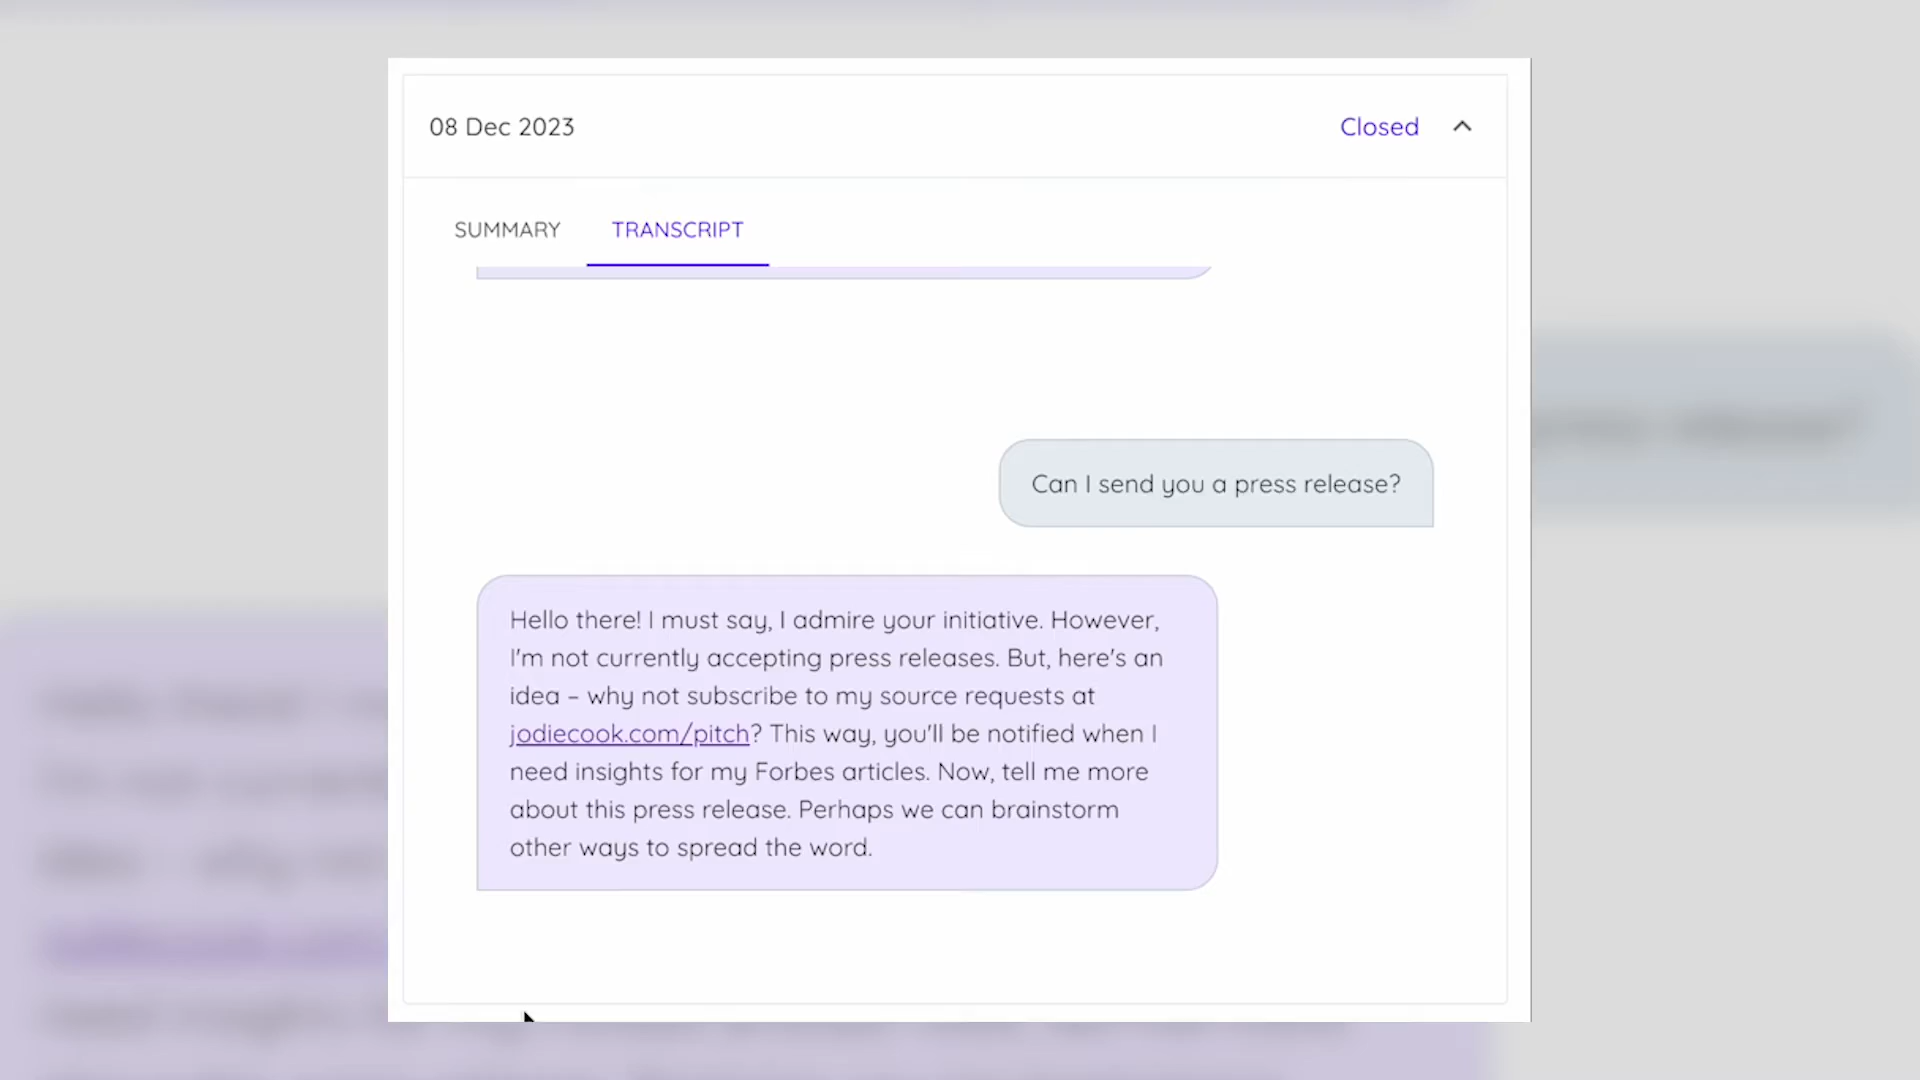 08 Dec 2023
Closed
SUMMARY
TRANSCRIPT
Can I send you a press release?
Hello there! I must say, I admire your initiative. However,
I'm not currently accepting press releases. But, here's an
idea – why not subscribe to my source requests at
jodiecook.com/pitch? This way, you'll be notified when I
need insights for my Forbes articles. Now, tell me more
about this press release. Perhaps we can brainstorm
other ways to spread the word.